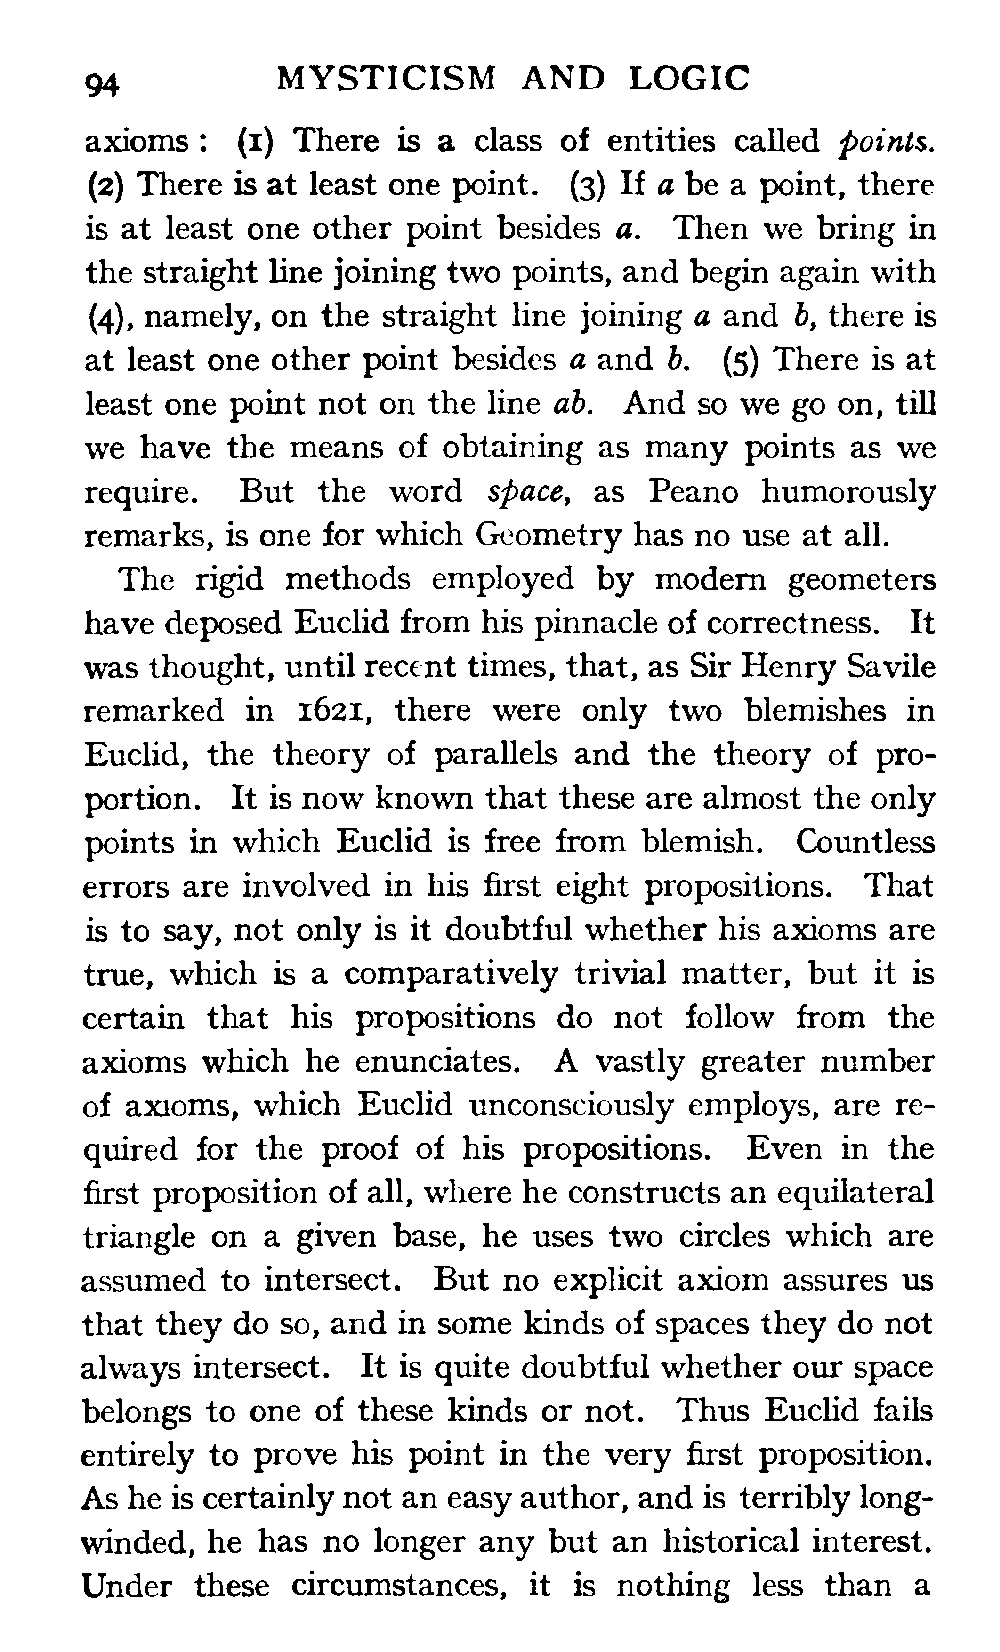 94 MYSTICISM AND LOGIC
axioms : (1) There is a class of entities called points.
(2) There is at least one point. (3) If a be a point, there
is at least one other point besides a. Then we bring in
the straight line joining two points, and begin again with
(4), namely, on the straight line joining a and b, there is
at least one other point besides a and b. (5) There is at
least one point not on the line ab. And so we go on, till
we have the means of obtaining as many points as we
require. But the word space, as Peano humorously
remarks, is one for which Geometry has no use at all.
The rigid methods employed by modern geometers
have deposed Euclid from his pinnacle of correctness. It
was thought, until recent times, that, as Sir Henry Savile
remarked in 1621, there were only two blemishes in
Euclid, the theory of parallels and the theory of pro-
portion. It is now known that these are almost the only
points in which Euclid is free from blemish. Countless
errors are involved in his first eight propositions. That
is to say, not only is it doubtful whether his axioms are
true, which is a comparatively trivial matter, but it is
certain that his propositions do not follow from the
axioms which he enunciates. A vastly greater number
of axioms, which Euclid unconsciously employs, are re-
quired for the proof of his propositions. Even in the
first proposition of all, where he constructs an equilateral
triangle on a given base, he uses two circles which are
assumed to intersect. But no explicit axiom assures us
that they do so, and in some kinds of spaces they do not
always intersect. It is quite doubtful whether our space
belongs to one of these kinds or not. Thus Euclid fails
entirely to prove his point in the very first proposition.
As he is certainly not an easy author, and is terribly long-
winded, he has no longer any but an historical interest.
Under these circumstances, it is nothing less than a